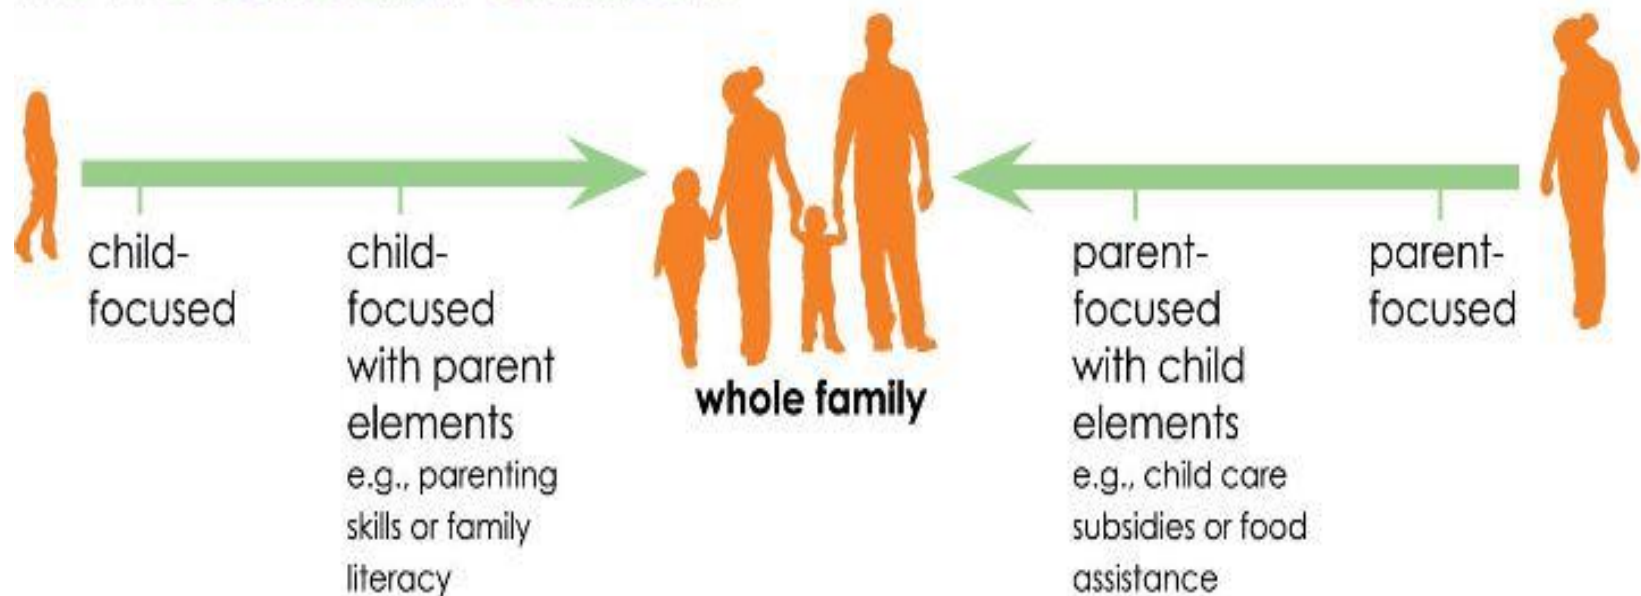 child-
focused
child-
focused
with parent
elements
e.g., parenting
skills or family
literacy
whole family
parent-
focused
with child
elements
e.g., child care
subsidies or food
assistance
parent-
focused